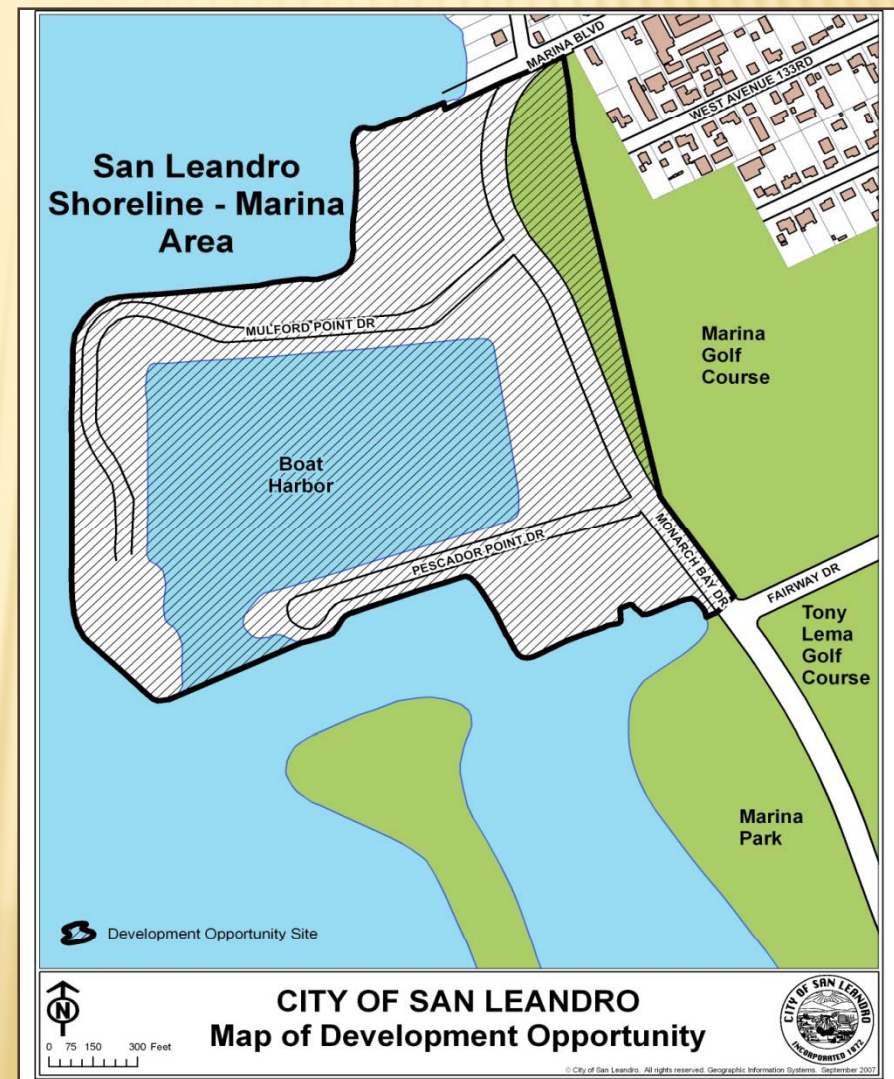 MARINA BLVD
WEST AVENUE 133RD
San Leandro
Shoreline - Marina
Area
MULFORD POINT DR
Marina
Golf
Course
Boat
Harbor
PESCADOR POINT DR
MONARCH BAY DR
FAIRWAY DR
Tony
Lema
Golf
Course
Marina
Park
Development Opportunity Site
N
0 75 150 300 Feet
CITY OF SAN LEANDRO
Map of Development Opportunity
CITY OF SAN LEANDRO
INCORPORATED 1872
© City of San Leandro. All rights reserved. Geographic Information Systems. September 2007